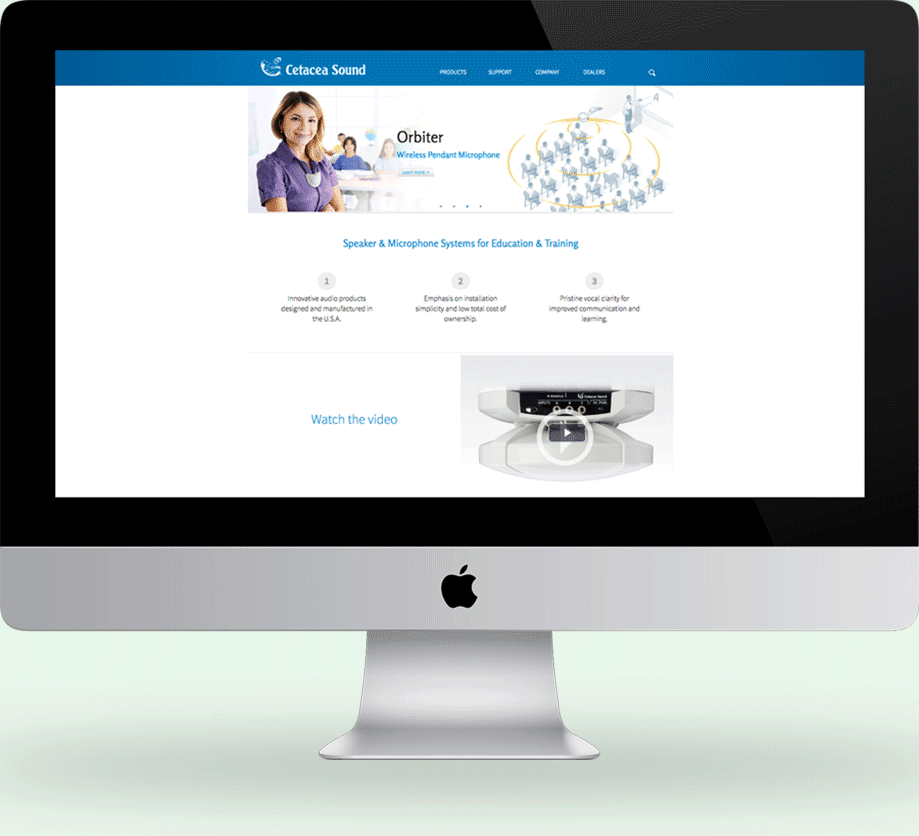 Cetacea Sound
PRODUCTS SUPPORT COMPANY DEALERS
Orbiter
Wireless Pendant Microphone
Learn more >
Speaker & Microphone Systems for Education & Training
1 2 3
Innovative audio products
designed and manufactured in
the U.S.A.
Emphasis on installation
simplicity and low total cost of
ownership.
Pristine vocal clarity for
improved communication and
learning.
Watch the video
Cetacea Sound
INPUTS